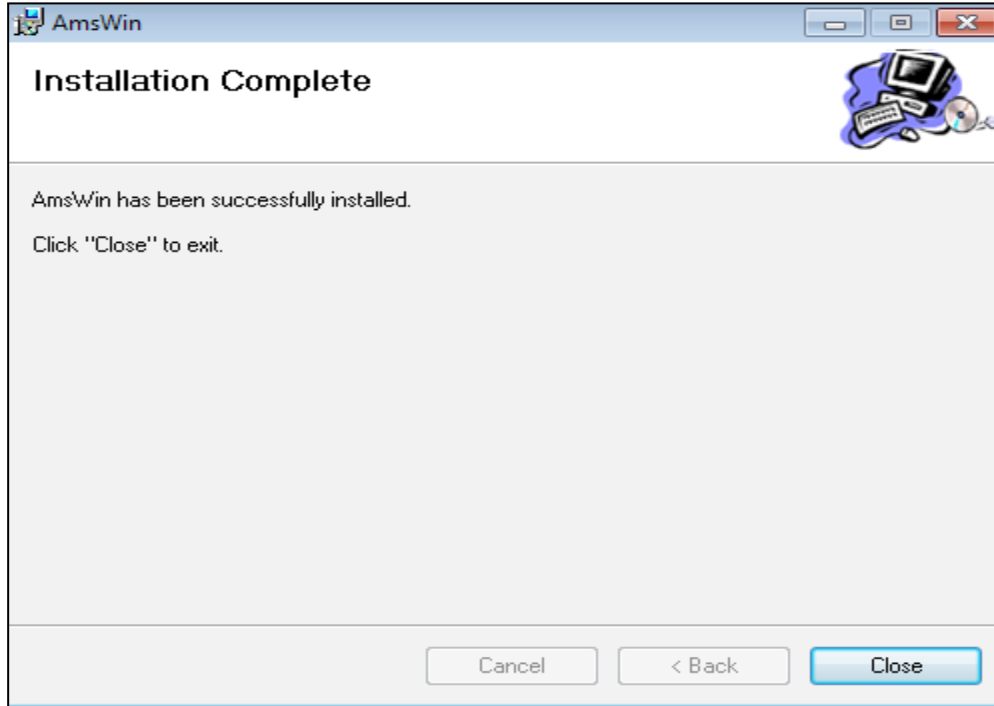 AmsWin
Installation Complete
AmsWin has been successfully installed.
Click "Close" to exit.
Cancel
< Back
Close